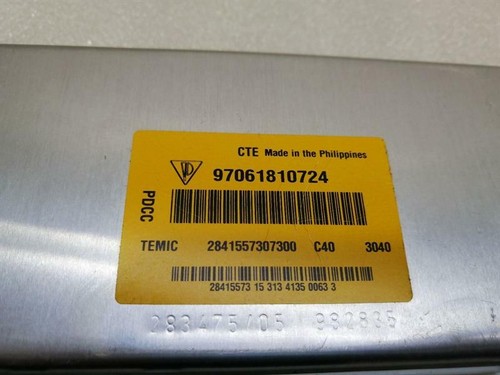 CTE Made in the Philippines
97061810724
PDCC
TEMIC 2841557307300 C40 3040
28415573 15 313 4135 0063 3
283475/05 982835